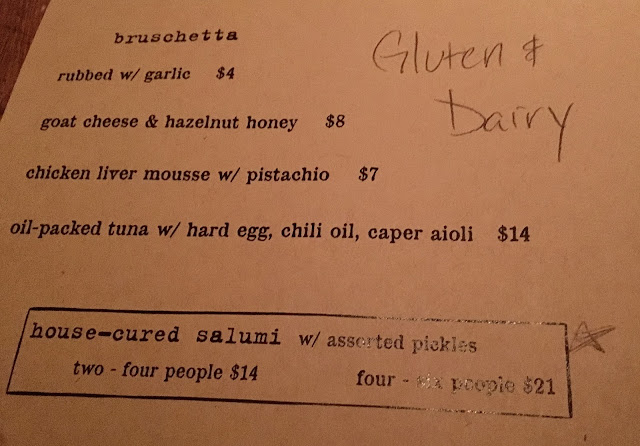 bruschetta
Gluten &
rubbed w/ garlic $4
Dairy
goat cheese & hazelnut honey $8
chicken liver mousse w/ pistachio $7
oil-packed tuna w/ hard egg, chili oil, caper aioli $14
house-cured salumi w/ assorted pickles
two - four people $14 four - six people $21